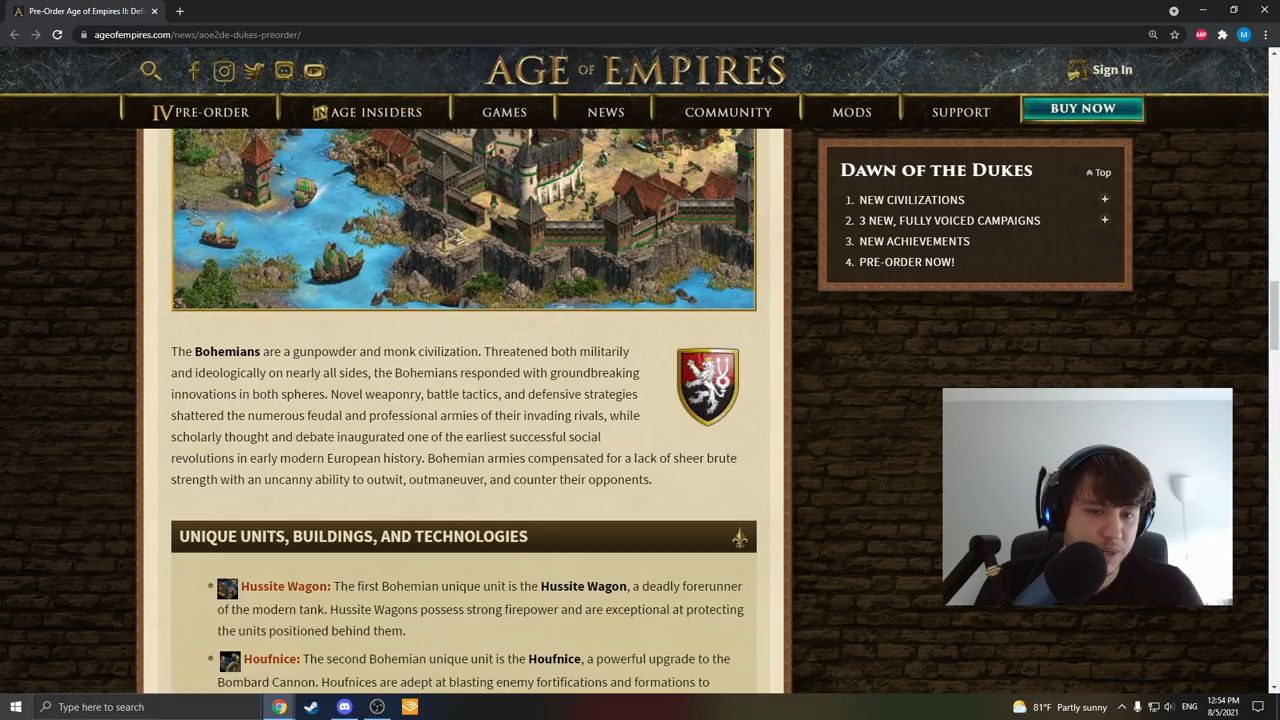 Pre-Order Age of Empires II: Def
ageofempires.com/news/aoe2de-dukes-preorder/
ABP
M
AGE OF EMPIRES
Sign In
IV PRE-ORDER
AGE INSIDERS
GAMES
NEWS
COMMUNITY
MODS
SUPPORT
BUY NOW
DAWN OF THE DUKES
Top
1. NEW CIVILIZATIONS
2. 3 NEW, FULLY VOICED CAMPAIGNS
3. NEW ACHIEVEMENTS
4. PRE-ORDER NOW!
The Bohemians are a gunpowder and monk civilization. Threatened both militarily
and ideologically on nearly all sides, the Bohemians responded with groundbreaking
innovations in both spheres. Novel weaponry, battle tactics, and defensive strategies
shattered the numerous feudal and professional armies of their invading rivals, while
scholarly thought and debate inaugurated one of the earliest successful social
revolutions in early modern European history. Bohemian armies compensated for a lack of sheer brute
strength with an uncanny ability to outwit, outmaneuver, and counter their opponents.
UNIQUE UNITS, BUILDINGS, AND TECHNOLOGIES
Hussite Wagon: The first Bohemian unique unit is the Hussite Wagon, a deadly forerunner
of the modern tank. Hussite Wagons possess strong firepower and are exceptional at protecting
the units positioned behind them.
Houfnice: The second Bohemian unique unit is the Houfnice, a powerful upgrade to the
Bombard Cannon. Houfnices are adept at blasting enemy fortifications and formations to
Type here to search
81°F Partly sunny
12:54 PM
8/5/2021